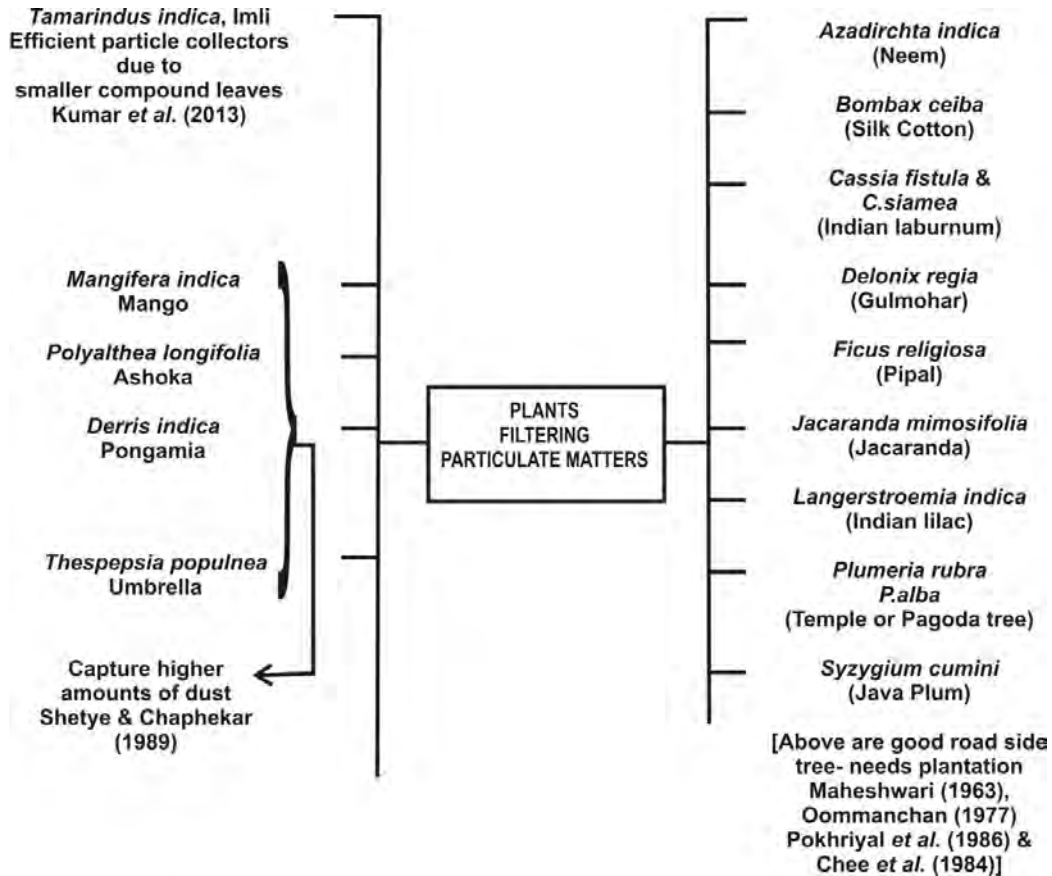 Tamarindus indica, Imli
Efficient particle collectors
due to
smaller compound leaves
Kumar et al. (2013)
Mangifera indica
Mango
Polyalthea longifolia
Ashoka
Derris indica
Pongamia
Thespepsia populnea
Umbrella
Capture higher
amounts of dust
Shetye & Chaphekar
(1989)
PLANTS
FILTERING
PARTICULATE MATTERS
Azadirchta indica
(Neem)
Bombax ceiba
(Silk Cotton)
Cassia fistula &
C.siamea
(Indian laburnum)
Delonix regia
(Gulmohar)
Ficus religiosa
(Pipal)
Jacaranda mimosifolia
(Jacaranda)
Langerstroemia indica
(Indian lilac)
Plumeria rubra
P.alba
(Temple or Pagoda tree)
Syzygium cumini
(Java Plum)
[Above are good road side
tree- needs plantation
Maheshwari (1963),
Oommanchan (1977)
Pokhriyal et al. (1986) &
Chee et al. (1984)]